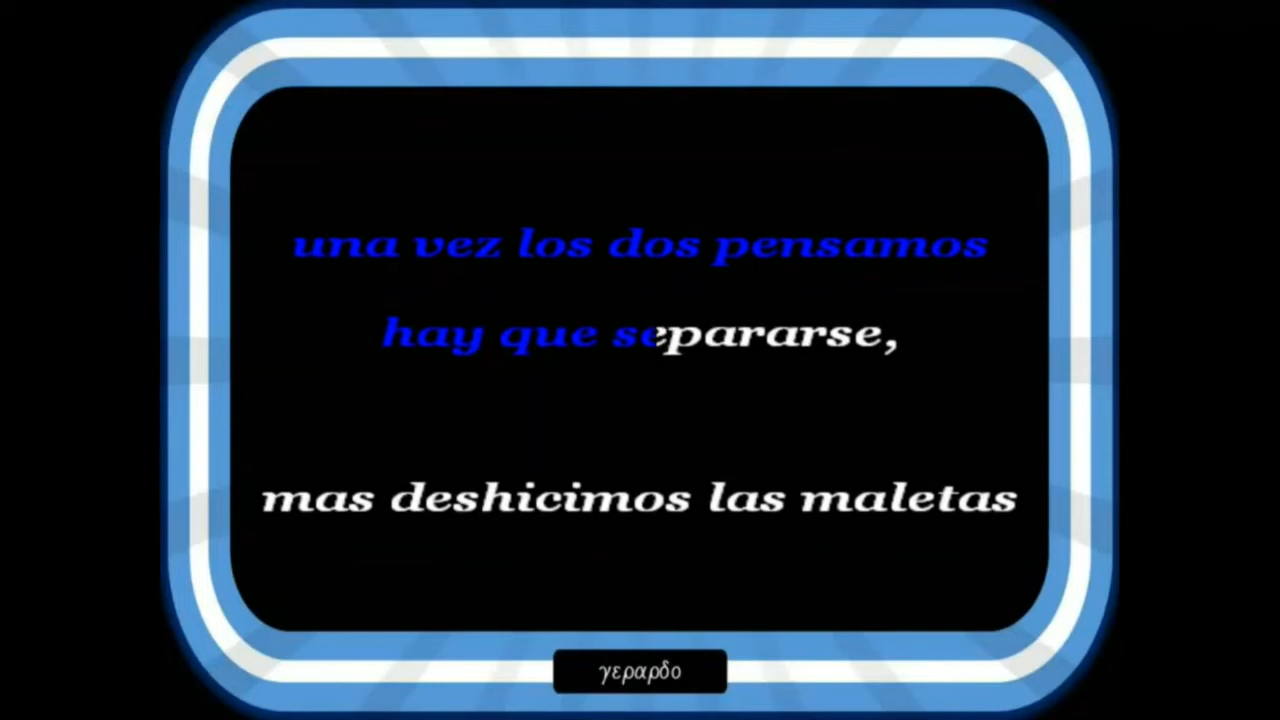 una vez los dos pensamos
hay que separarse,
mas deshicimos las maletas
γεραρδο